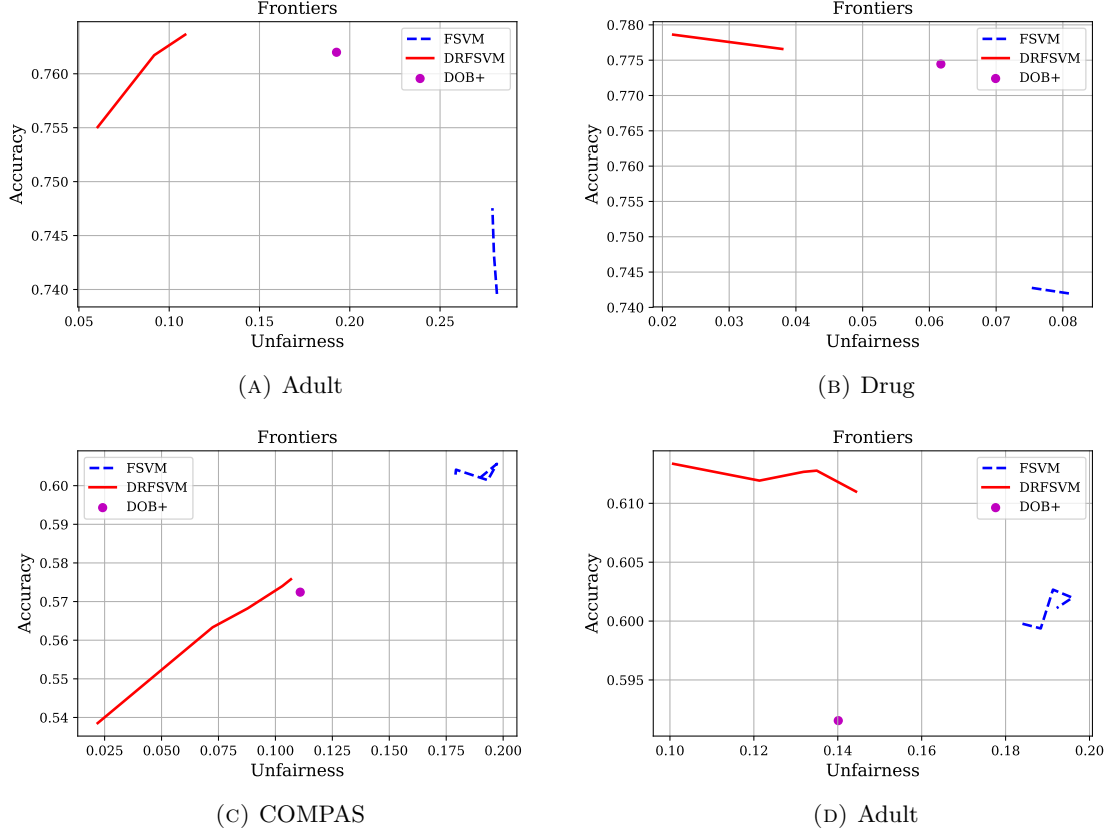 Frontiers
Accuracy
0.760
0.755
0.750
0.745
0.740
FSVM
DRFSVM
DOB+
0.05 0.10 0.15 0.20 0.25
Unfairness
(A) Adult
Frontiers
Accuracy
0.780
0.775
0.770
0.765
0.760
0.755
0.750
0.745
0.740
FSVM
DRFSVM
DOB+
0.02 0.03 0.04 0.05 0.06 0.07 0.08
Unfairness
(B) Drug
Frontiers
Accuracy
0.60
0.59
0.58
0.57
0.56
0.55
0.54
FSVM
DRFSVM
DOB+
0.025 0.050 0.075 0.100 0.125 0.150 0.175 0.200
Unfairness
(C) COMPAS
Frontiers
Accuracy
0.610
0.605
0.600
0.595
FSVM
DRFSVM
DOB+
0.10 0.12 0.14 0.16 0.18 0.20
Unfairness
(D) Adult